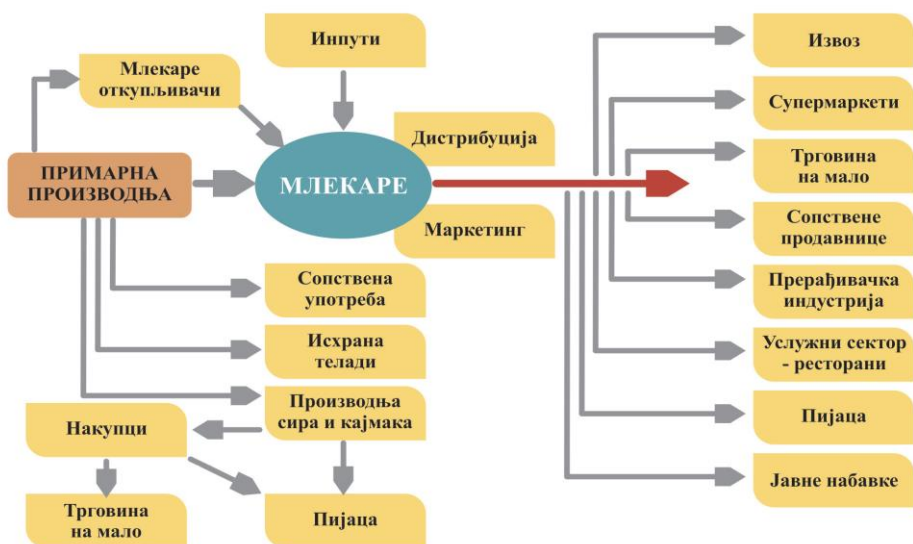 Инпути
Извоз
Млекаре
откупљивачи
Супермаркети
Дистрибуција
Трговина
на мало
ПРИМАРНА
ПРОИЗВОДЊА
МЛЕКАРЕ
Маркетинг
Сопствене
продавнице
Сопствена
употреба
Прерађивачка
индустрија
Исхрана
телади
Услужни сектор
- ресторани
Производња
сира и кајмака
Накупци
Пијаца
Јавне набавке
Трговина
на мало
Пијаца